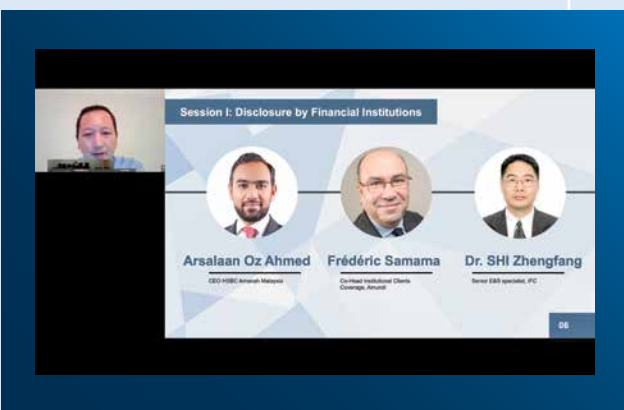 Session I: Disclosure by Financial Institutions
Arsalaan Oz Ahmed
Frédéric Samama
Dr. SHI Zhengfang
CEO HSBC Amanah Malaysia
Co-Head Institutional Clients
Coverage, Amundi
Senior E&S specialist, IFC
06